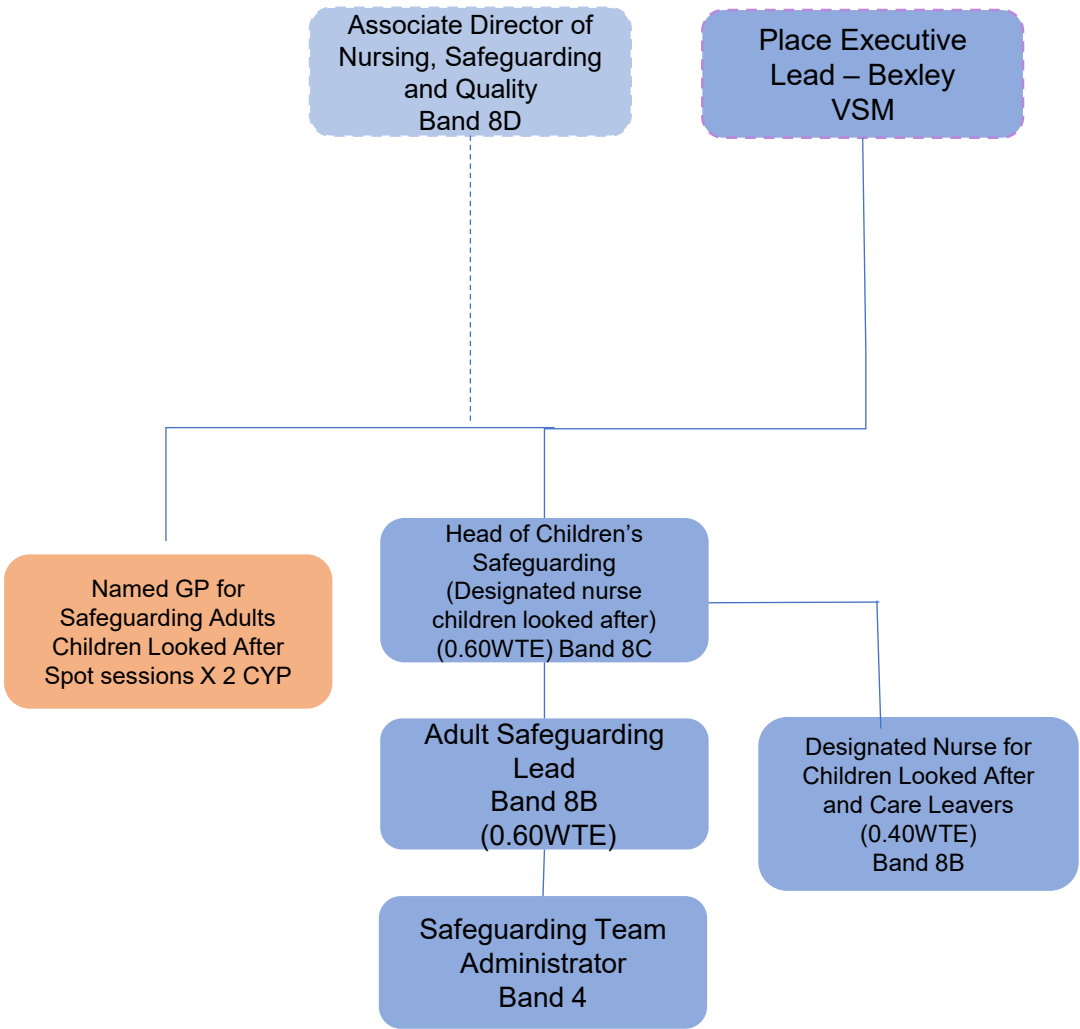 Associate Director of
Nursing, Safeguarding
and Quality
Band 8D
Place Executive
Lead – Bexley
VSM
Named GP for
Safeguarding Adults
Children Looked After
Spot sessions X 2 CYP
Head of Children’s
Safeguarding
(Designated nurse
children looked after)
(0.60WTE) Band 8C
Adult Safeguarding
Lead
Band 8B
(0.60WTE)
Designated Nurse for
Children Looked After
and Care Leavers
(0.40WTE)
Band 8B
Safeguarding Team
Administrator
Band 4